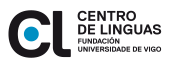 CL
CENTRO
DE LINGUAS
FUNDACIÓN
UNIVERSIDADE DE VIGO